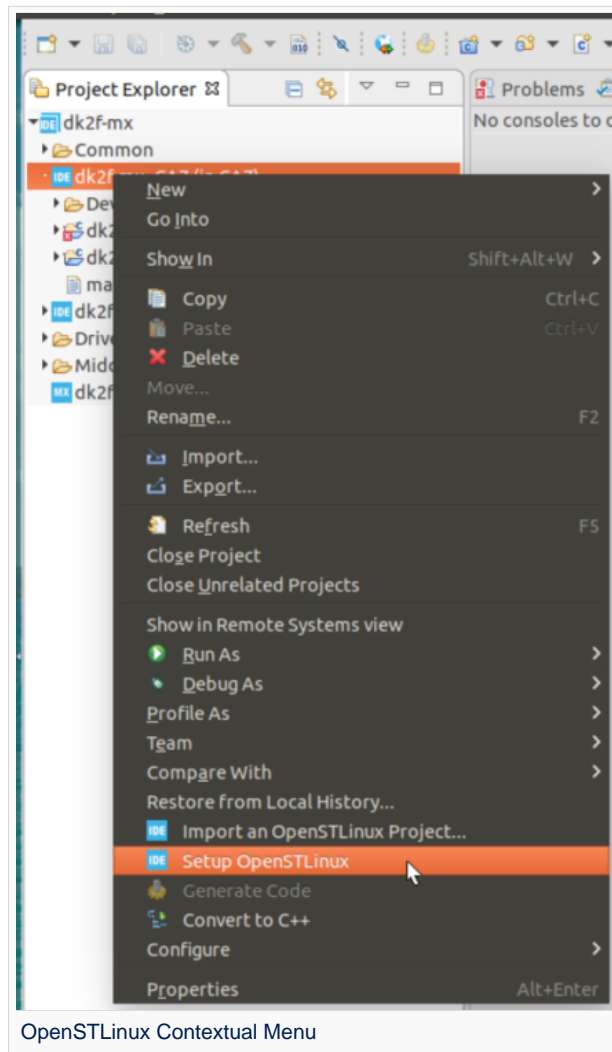 Project Explorer
Problems
dk2f-mx
No consoles to
Common
New
Go Into
Show In Shift+Alt+W
Copy Ctrl+C
Paste Ctrl+V
Delete
Move...
Rename... F2
Import...
Export...
Refresh F5
Close Project
Close Unrelated Projects
Show in Remote Systems view
Run As
Debug As
Profile As
Team
Compare With
Restore from Local History...
IDE Import an OpenSTLinux Project...
IDE Setup OpenSTLinux
Generate Code
Convert to C++
Configure
Properties Alt+Enter
OpenSTLinux Contextual Menu